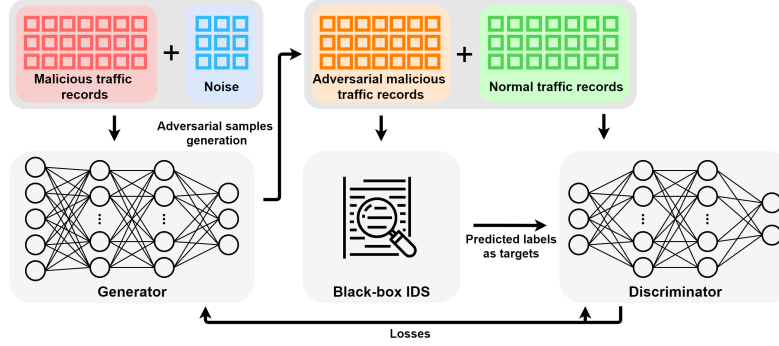 Malicious traffic
records
+
Noise
Adversarial malicious
traffic records
+
Normal traffic records
Adversarial samples
generation
Generator
Black-box IDS
Predicted labels
as targets
Discriminator
Losses